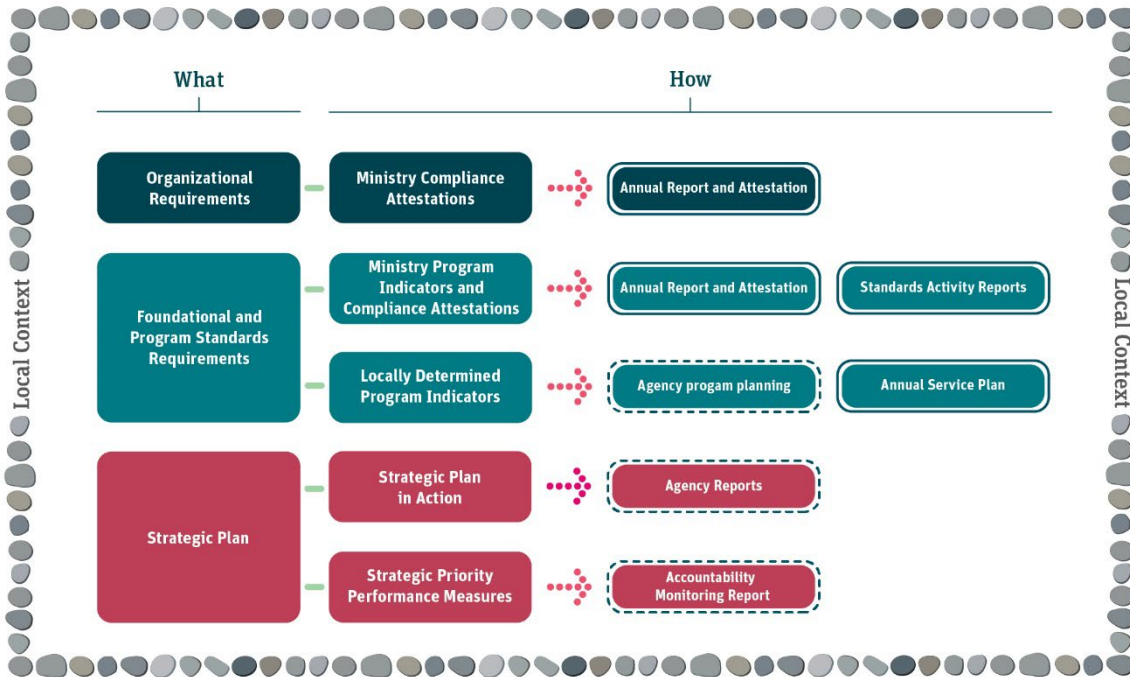 What
How
Organizational
Requirements
Ministry Compliance
Attestations
Annual Report and Attestation
Foundational and
Program Standards
Requirements
Ministry Program
Indicators and
Compliance Attestations
Annual Report and Attestation
Standards Activity Reports
Locally Determined
Program Indicators
Agency progam planning
Annual Service Plan
Strategic Plan
Strategic Plan
in Action
Agency Reports
Strategic Priority
Performance Measures
Accountability
Monitoring Report
Local Context
Local Context